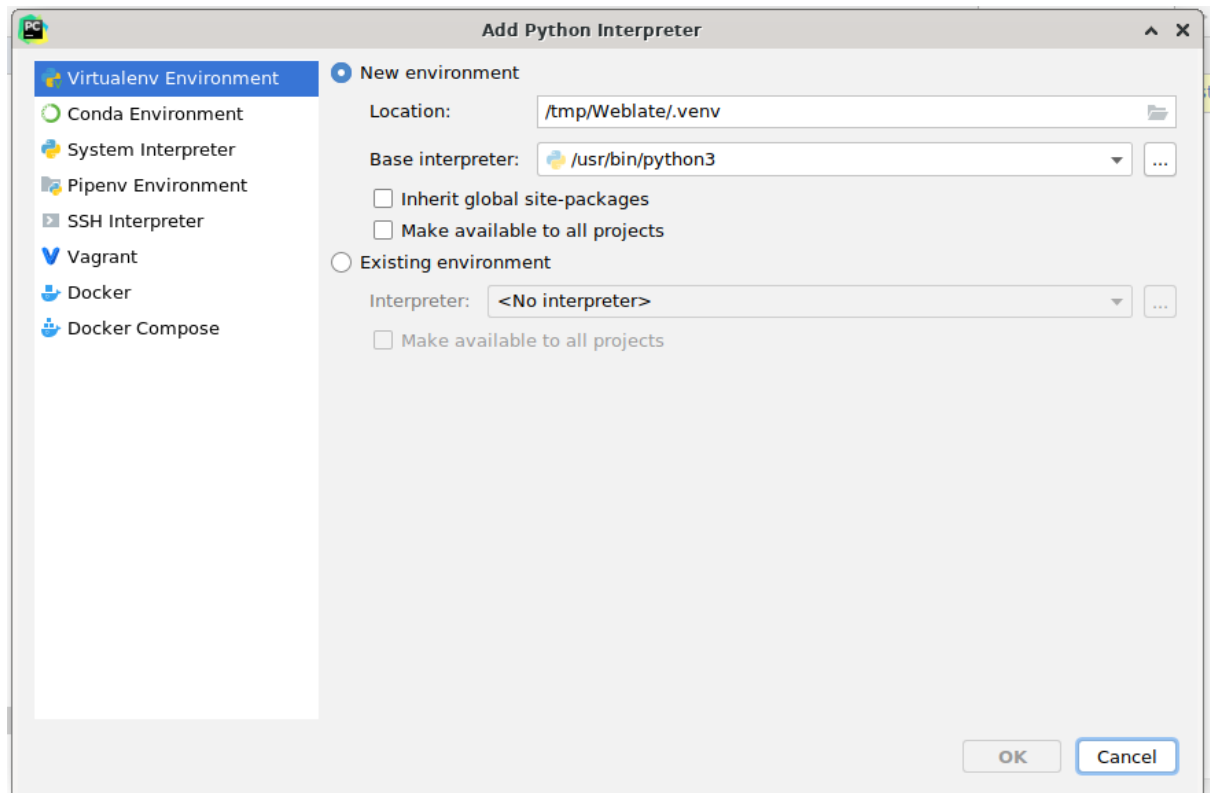 PC
Add Python Interpreter
Virtualenv Environment
Conda Environment
System Interpreter
Pipenv Environment
SSH Interpreter
Vagrant
Docker
Docker Compose
New environment
Location: /tmp/Weblate/.venv
Base interpreter: /usr/bin/python3 ...
Inherit global site-packages
Make available to all projects
Existing environment
Interpreter: <No interpreter> ...
Make available to all projects
OK Cancel